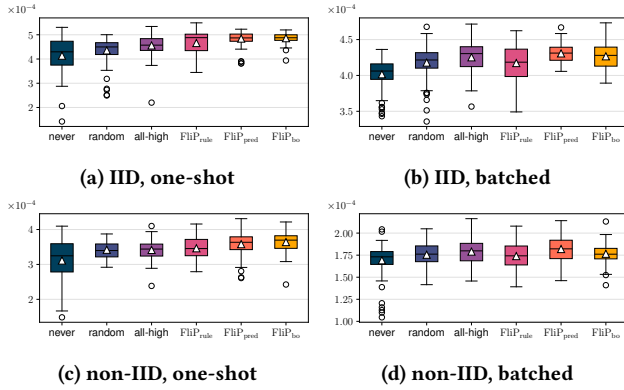 ×10⁻⁴
5
4
3
2
never random all-high FliP_rule FliP_pred FliP_bo
(a) IID, one-shot
×10⁻⁴
4.5
4.0
3.5
never random all-high FliP_rule FliP_pred FliP_bo
(b) IID, batched
×10⁻⁴
4
3
2
never random all-high FliP_rule FliP_pred FliP_bo
(c) non-IID, one-shot
×10⁻⁴
2.00
1.75
1.50
1.25
1.00
never random all-high FliP_rule FliP_pred FliP_bo
(d) non-IID, batched